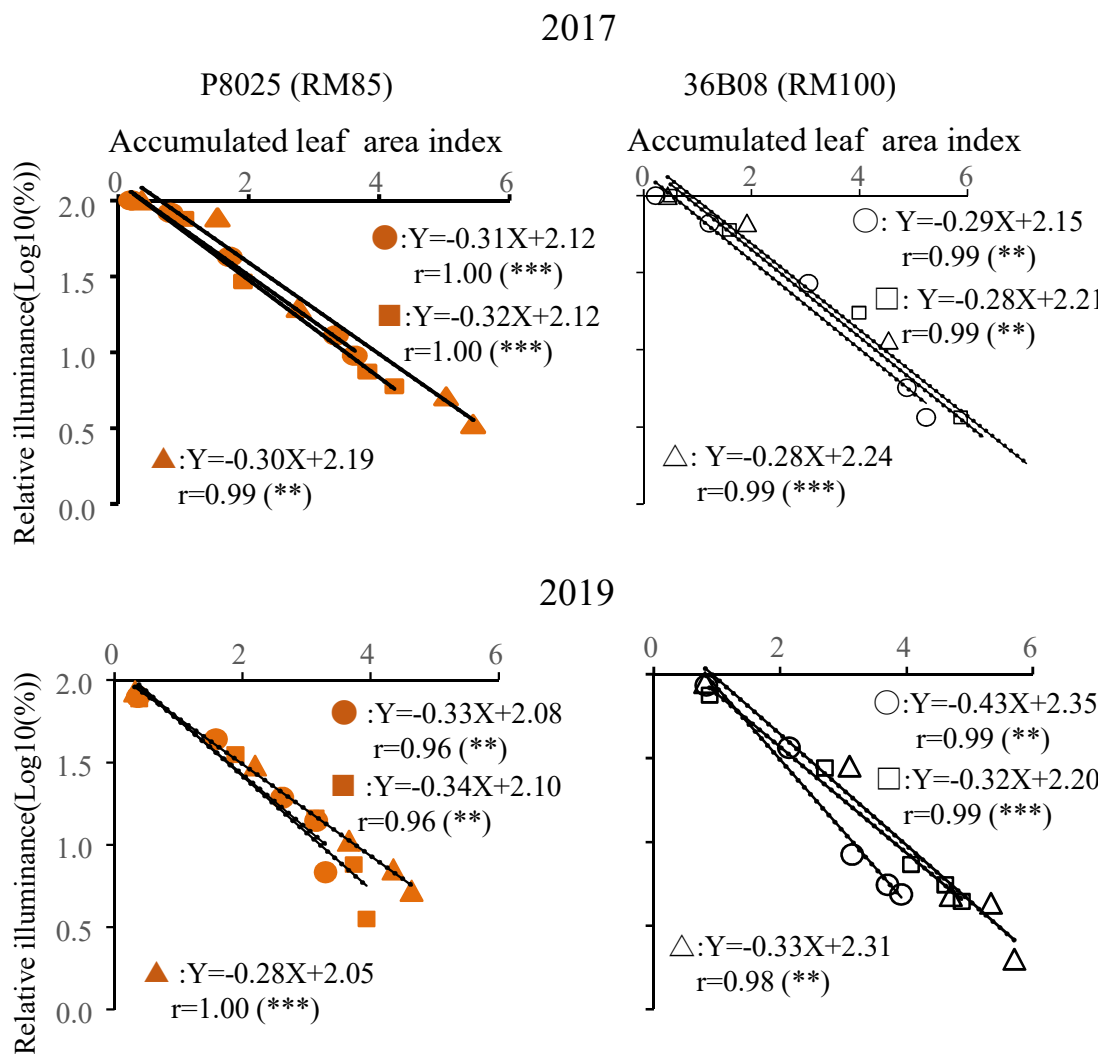 2017
P8025 (RM85)
36B08 (RM100)
Accumulated leaf area index
Accumulated leaf area index
0 2 4 6
0 2 4 6
Relative illuminance(Log10(%))
2.0
1.5
1.0
0.5
0.0
:Y=-0.31X+2.12
r=1.00 (***)
:Y=-0.32X+2.12
r=1.00 (***)
:Y=-0.30X+2.19
r=0.99 (**)
: Y=-0.29X+2.15
r=0.99 (**)
: Y=-0.28X+2.21
r=0.99 (**)
: Y=-0.28X+2.24
r=0.99 (***)
2019
0 2 4 6
0 2 4 6
Relative illuminance(Log10(%))
2.0
1.5
1.0
0.5
0.0
:Y=-0.33X+2.08
r=0.96 (**)
:Y=-0.34X+2.10
r=0.96 (**)
:Y=-0.28X+2.05
r=1.00 (***)
:Y=-0.43X+2.35
r=0.99 (**)
:Y=-0.32X+2.20
r=0.99 (***)
:Y=-0.33X+2.31
r=0.98 (**)